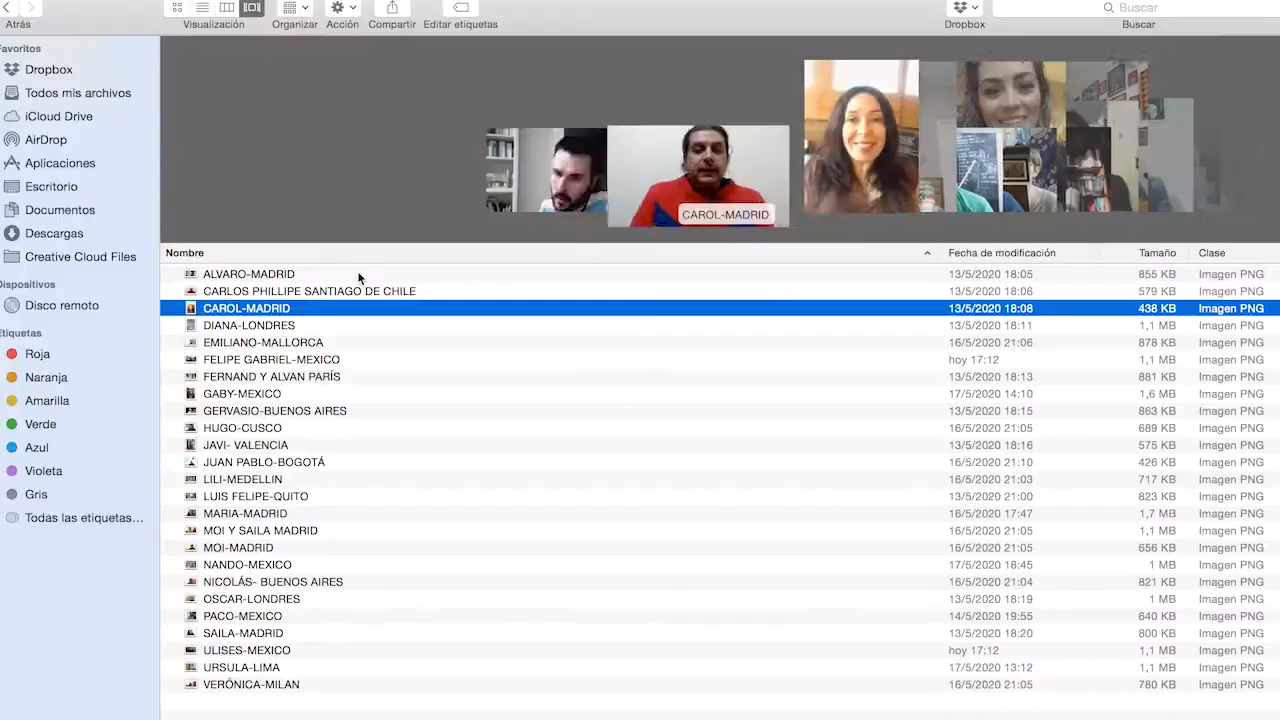 Atrás
Visualización
Organizar
Acción
Compartir
Editar etiquetas
Dropbox
Buscar
Buscar
Favoritos
Dropbox
Todos mis archivos
iCloud Drive
AirDrop
Aplicaciones
Escritorio
Documentos
Descargas
Creative Cloud Files
Dispositivos
Disco remoto
Etiquetas
Roja
Naranja
Amarilla
Verde
Azul
Violeta
Gris
Todas las etiquetas...
CAROL-MADRID
Nombre Fecha de modificación Tamaño Clase
ALVARO-MADRID 13/5/2020 18:05 855 KB Imagen PNG
CARLOS PHILLIPE SANTIAGO DE CHILE 13/5/2020 18:06 579 KB Imagen PNG
CAROL-MADRID 13/5/2020 18:08 438 KB Imagen PNG
DIANA-LONDRES 13/5/2020 18:11 1,1 MB Imagen PNG
EMILIANO-MALLORCA 16/5/2020 21:06 878 KB Imagen PNG
FELIPE GABRIEL-MEXICO hoy 17:12 1,1 MB Imagen PNG
FERNAND Y ALVAN PARÍS 13/5/2020 18:13 881 KB Imagen PNG
GABY-MEXICO 17/5/2020 14:10 1,6 MB Imagen PNG
GERVASIO-BUENOS AIRES 13/5/2020 18:15 863 KB Imagen PNG
HUGO-CUSCO 16/5/2020 21:05 689 KB Imagen PNG
JAVI- VALENCIA 13/5/2020 18:16 575 KB Imagen PNG
JUAN PABLO-BOGOTÁ 16/5/2020 21:10 426 KB Imagen PNG
LILI-MEDELLIN 16/5/2020 21:03 717 KB Imagen PNG
LUIS FELIPE-QUITO 13/5/2020 21:00 823 KB Imagen PNG
MARIA-MADRID 16/5/2020 17:47 1,7 MB Imagen PNG
MOI Y SAILA MADRID 16/5/2020 21:05 1,1 MB Imagen PNG
MOI-MADRID 16/5/2020 21:05 656 KB Imagen PNG
NANDO-MEXICO 17/5/2020 18:45 1 MB Imagen PNG
NICOLÁS- BUENOS AIRES 16/5/2020 21:04 821 KB Imagen PNG
OSCAR-LONDRES 13/5/2020 18:19 1 MB Imagen PNG
PACO-MEXICO 14/5/2020 19:55 640 KB Imagen PNG
SAILA-MADRID 13/5/2020 18:20 800 KB Imagen PNG
ULISES-MEXICO hoy 17:12 1,1 MB Imagen PNG
URSULA-LIMA 17/5/2020 13:12 1,1 MB Imagen PNG
VERÓNICA-MILAN 16/5/2020 21:05 780 KB Imagen PNG